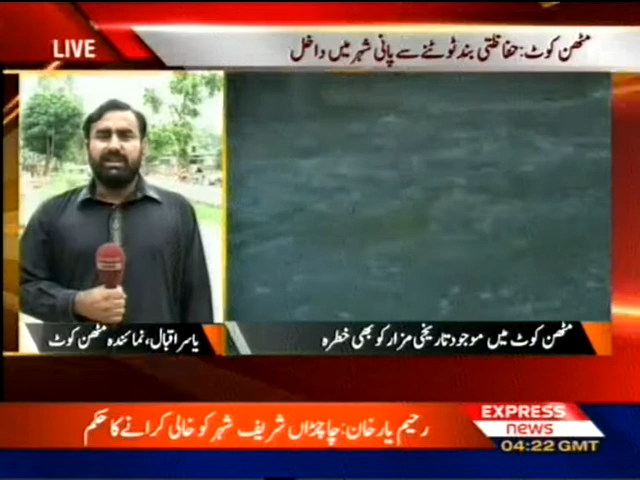 LIVE
مٹھن کوٹ: حفاظتی بند ٹوٹنے سے پانی شہر میں داخل
یاسر اقبال، نمائندہ مٹھن کوٹ
مٹھن کوٹ میں موجود تاریخی مزار کو بھی خطرہ
رحیم یار خان: چاچڑاں شریف شہر کو خالی کرانے کا حکم
EXPRESS
news
04:22 GMT